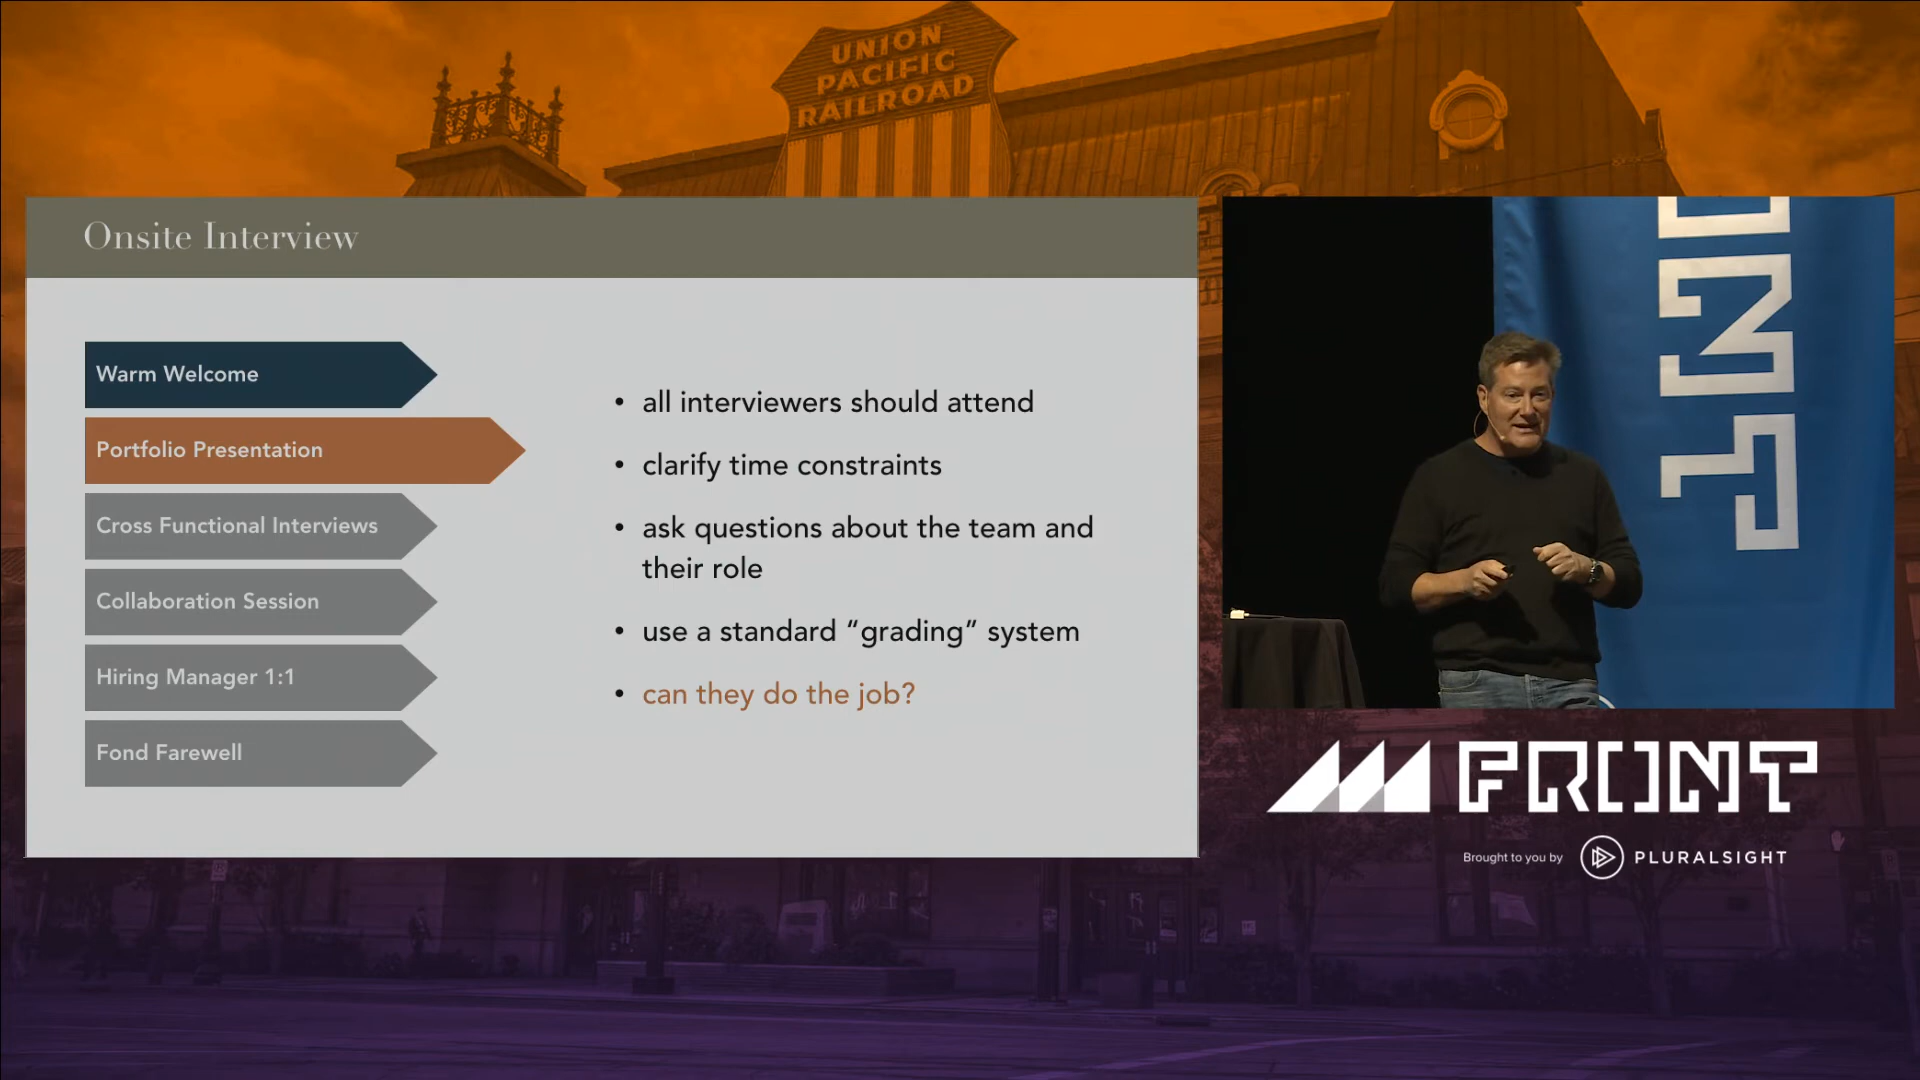 UNION
PACIFIC
RAILROAD
Onsite Interview
Warm Welcome
Portfolio Presentation
Cross Functional Interviews
Collaboration Session
Hiring Manager 1:1
Fond Farewell
• all interviewers should attend
• clarify time constraints
• ask questions about the team and
their role
• use a standard “grading” system
• can they do the job?
ONT
FRONT
Brought to you by
PLURALSIGHT